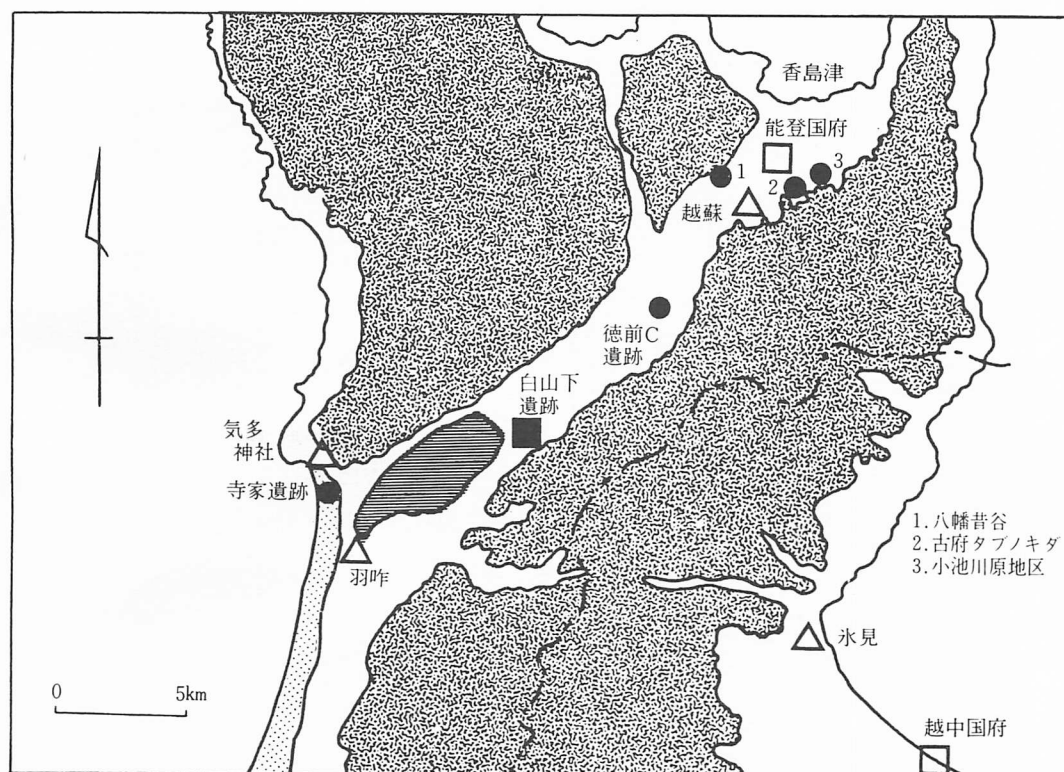 香島津
能登国府
1
2
3
越蘇
徳前C
遺跡
白山下
遺跡
気多
神社
寺家遺跡
羽咋
1.八幡昔谷
2.古府タブノキダ
3.小池川原地区
氷見
0
5km
越中国府